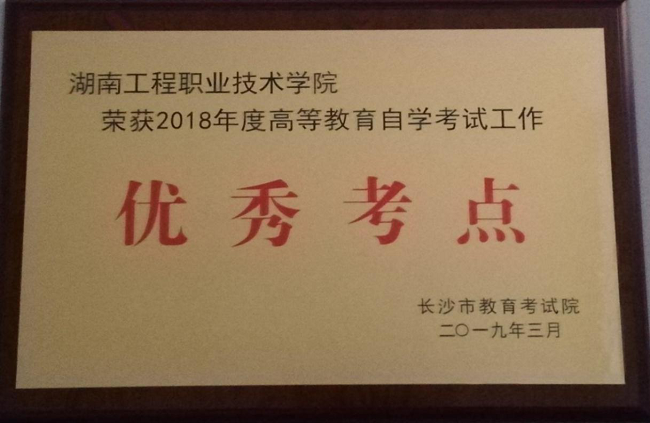 湖南工程职业技术学院
荣获2018年度高等教育自学考试工作
优秀考点
长沙市教育考试院
二〇一九年三月